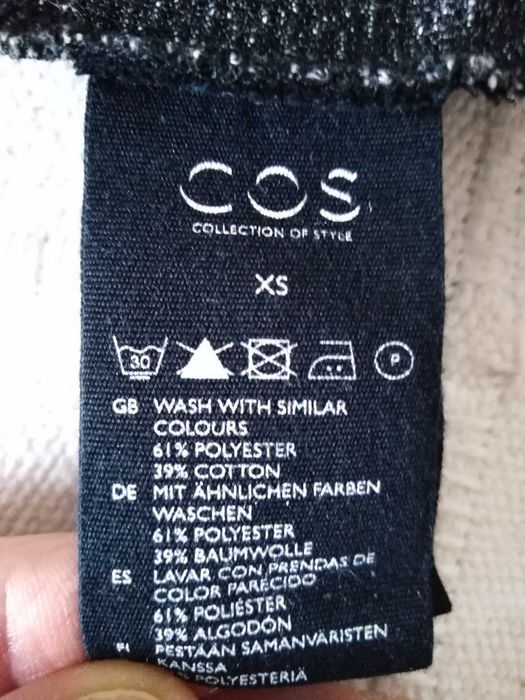 COS
COLLECTION OF STYLE
XS
30 P
GB WASH WITH SIMILAR
COLOURS
61% POLYESTER
39% COTTON
DE MIT ÄHNLICHEN FARBEN
WASCHEN
61% POLYESTER
39% BAUMWOLLE
ES LAVAR CON PRENDAS DE
COLOR PARECIDO
61% POLIÉSTER
39% ALGODÓN
FI PESTÄÄN SAMANVÄRISTEN
KANSSA
POLYESTERIÄ